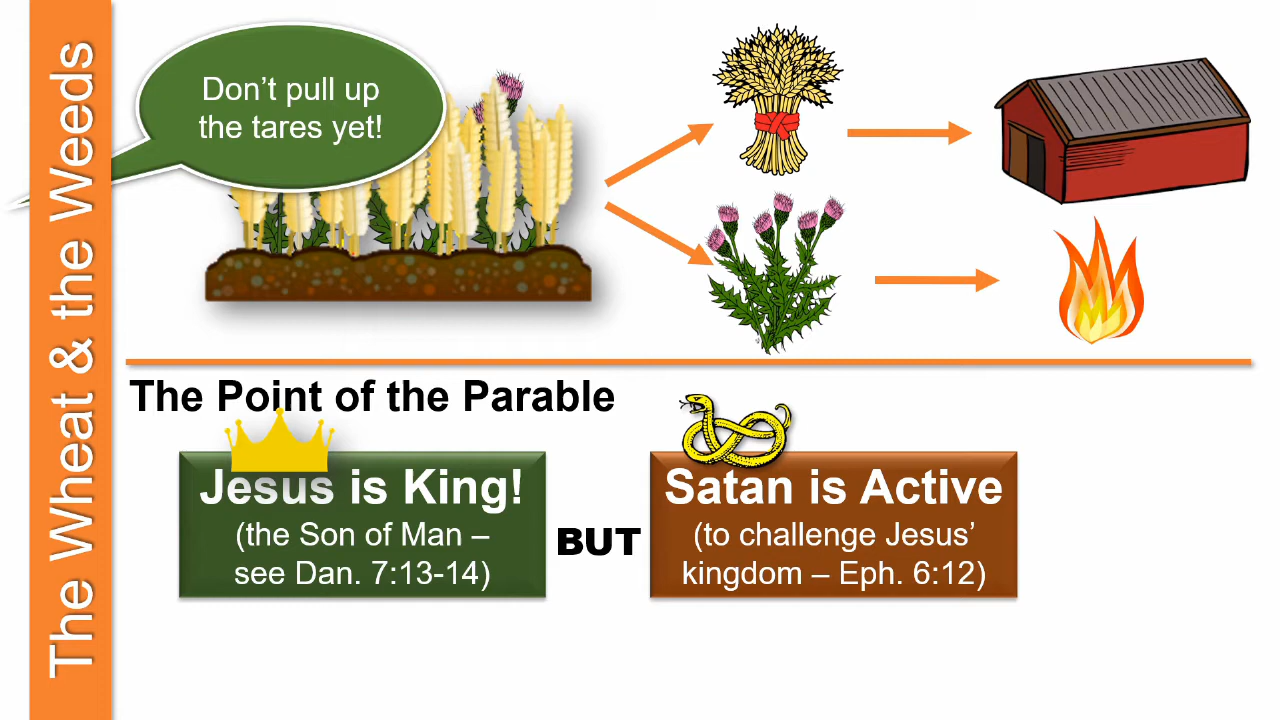 The Wheat & the Weeds
Don’t pull up
the tares yet!
The Point of the Parable
Jesus is King!
(the Son of Man –
see Dan. 7:13-14)
BUT
Satan is Active
(to challenge Jesus’
kingdom – Eph. 6:12)